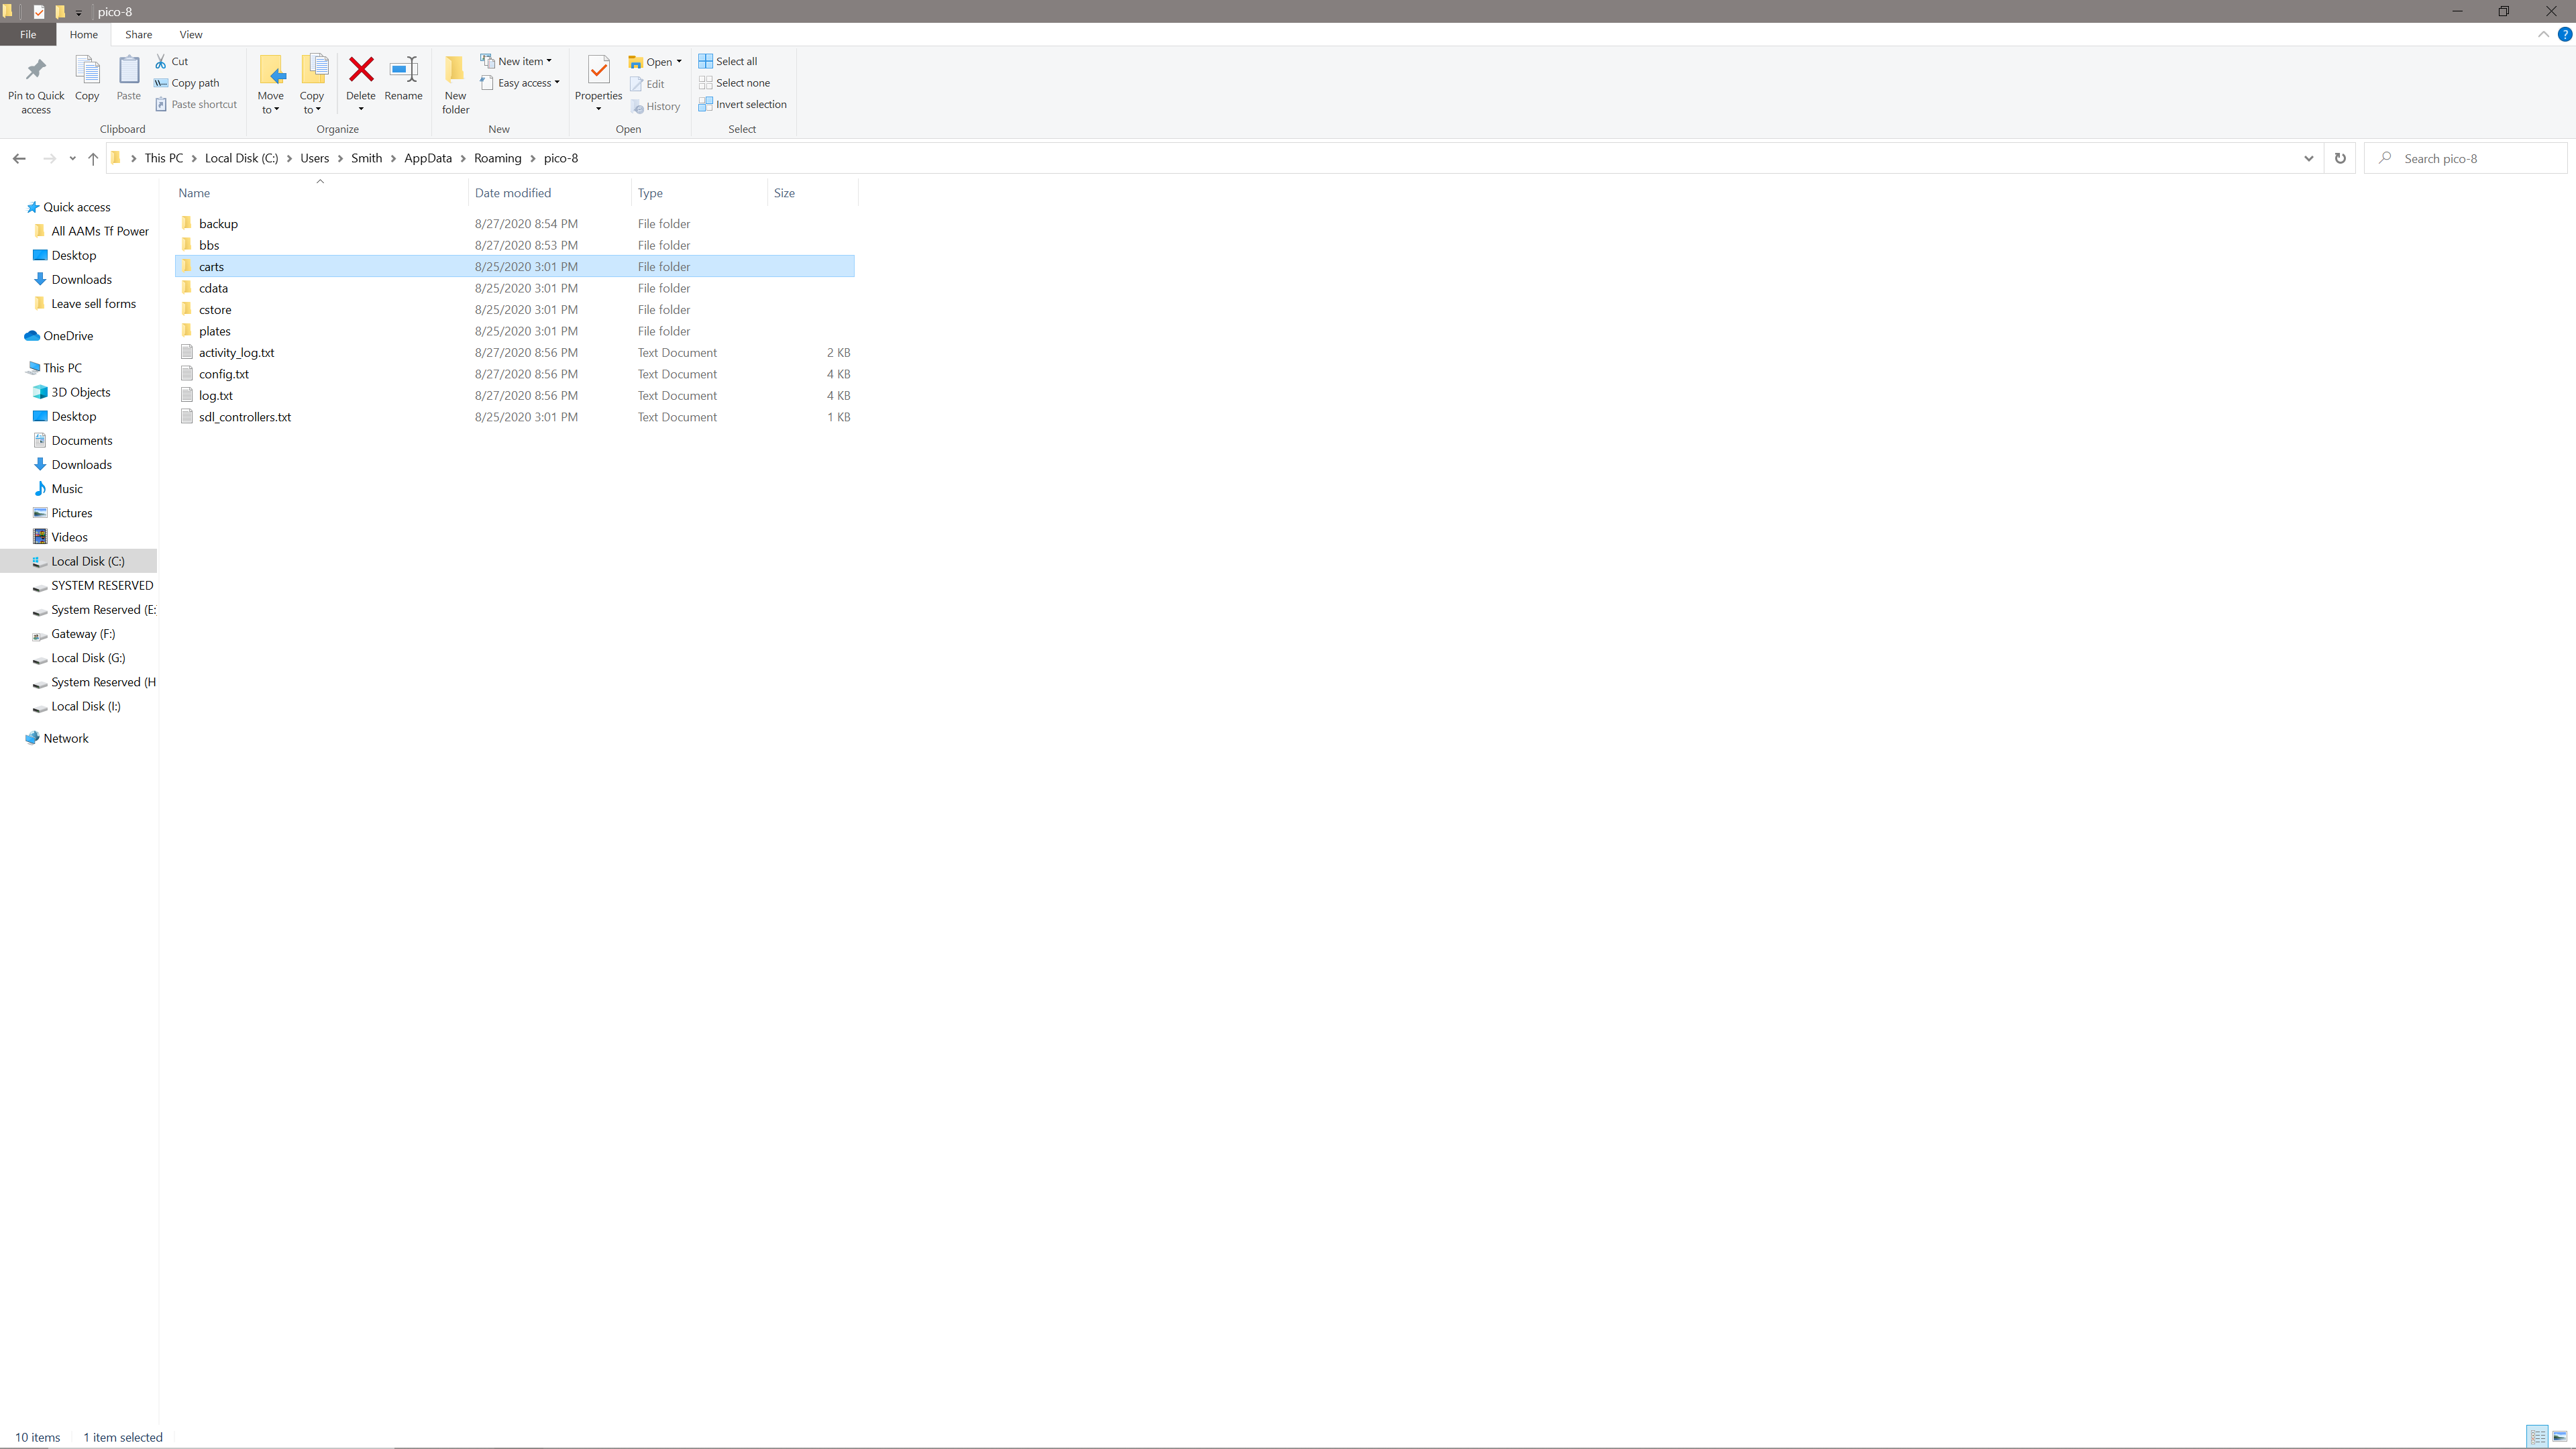 pico-8
File Home Share View
Pin to Quick access
Copy
Paste
Cut
Copy path
Paste shortcut
Clipboard
Move to
Copy to
Delete
Rename
Organize
New folder
New item
Easy access
New
Properties
Open
Edit
History
Open
Select all
Select none
Invert selection
Select
This PC Local Disk (C:) Users Smith AppData Roaming pico-8
Search pico-8
Name Date modified Type Size
backup 8/27/2020 8:54 PM File folder
bbs 8/27/2020 8:53 PM File folder
carts 8/25/2020 3:01 PM File folder
cdata 8/25/2020 3:01 PM File folder
cstore 8/25/2020 3:01 PM File folder
plates 8/25/2020 3:01 PM File folder
activity_log.txt 8/27/2020 8:56 PM Text Document 2 KB
config.txt 8/27/2020 8:56 PM Text Document 4 KB
log.txt 8/27/2020 8:56 PM Text Document 4 KB
sdl_controllers.txt 8/25/2020 3:01 PM Text Document 1 KB
Quick access
All AAMs Tf Power
Desktop
Downloads
Leave sell forms
OneDrive
This PC
3D Objects
Desktop
Documents
Downloads
Music
Pictures
Videos
Local Disk (C:)
SYSTEM RESERVED
System Reserved (E:
Gateway (F:)
Local Disk (G:)
System Reserved (H
Local Disk (I:)
Network
10 items 1 item selected